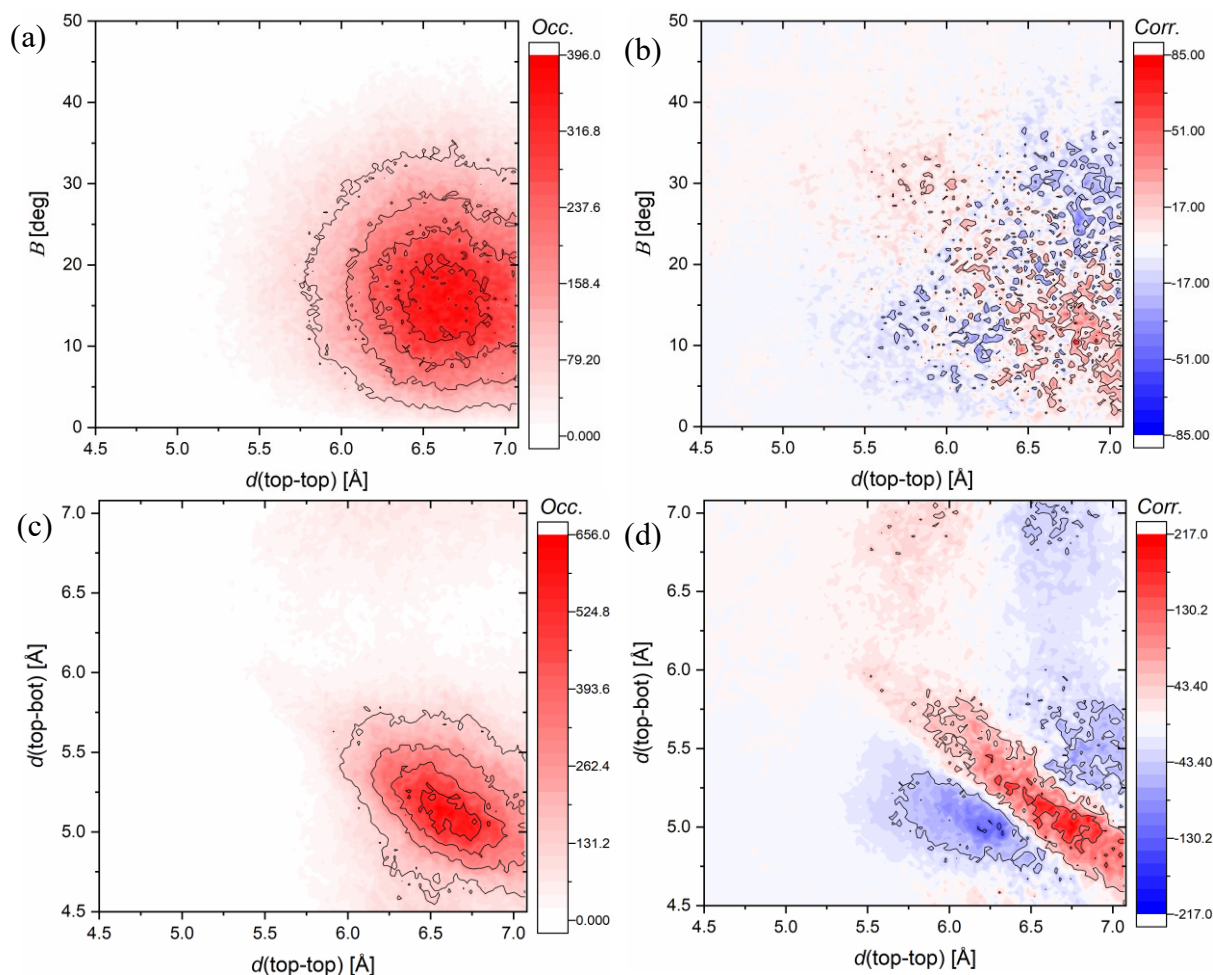 (a)
Occ.
396.0
316.8
237.6
158.4
79.20
0.000
50
40
30
20
10
0
B [deg]
4.5 5.0 5.5 6.0 6.5 7.0
d(top-top) [Å]
(b)
Corr.
85.00
51.00
17.00
-17.00
-51.00
-85.00
50
40
30
20
10
0
B [deg]
4.5 5.0 5.5 6.0 6.5 7.0
d(top-top) [Å]
(c)
Occ.
656.0
524.8
393.6
262.4
131.2
0.000
7.0
6.5
6.0
5.5
5.0
4.5
d(top-bot) [Å]
4.5 5.0 5.5 6.0 6.5 7.0
d(top-top) [Å]
(d)
Corr.
217.0
130.2
43.40
-43.40
-130.2
-217.0
7.0
6.5
6.0
5.5
5.0
4.5
d(top-bot) [Å]
4.5 5.0 5.5 6.0 6.5 7.0
d(top-top) [Å]